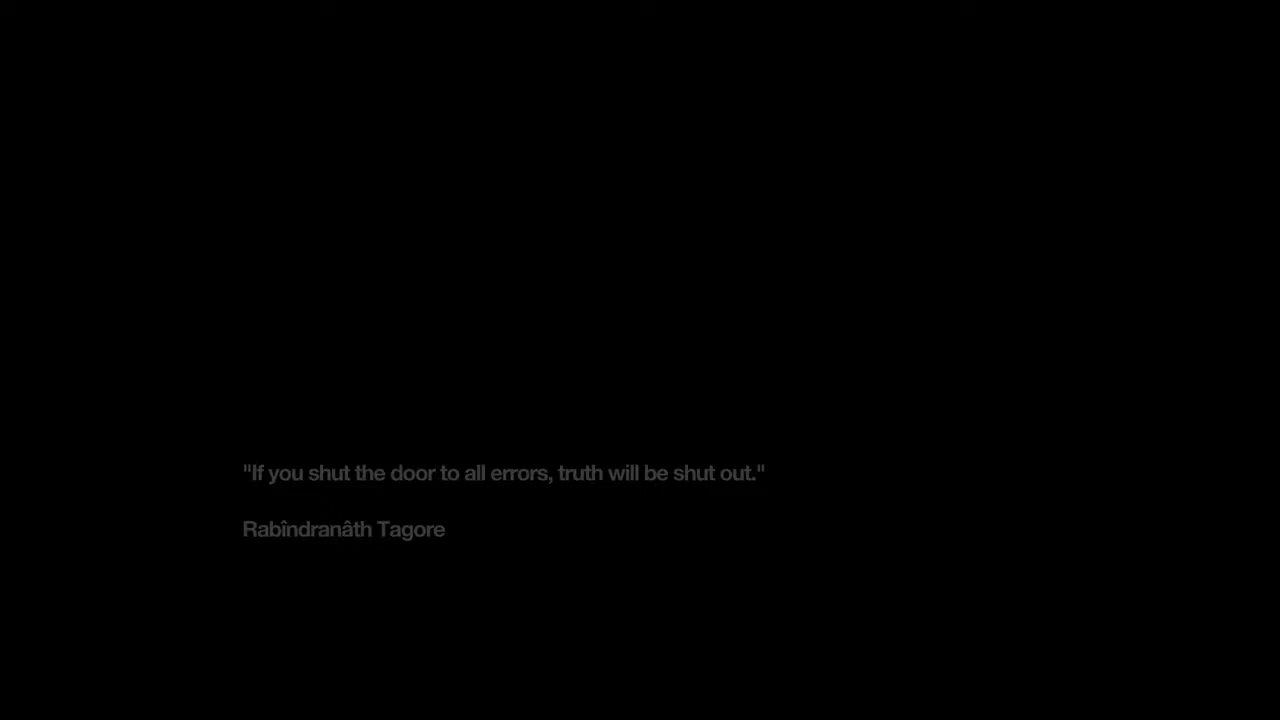 "If you shut the door to all errors, truth will be shut out."
Rabîndranâth Tagore